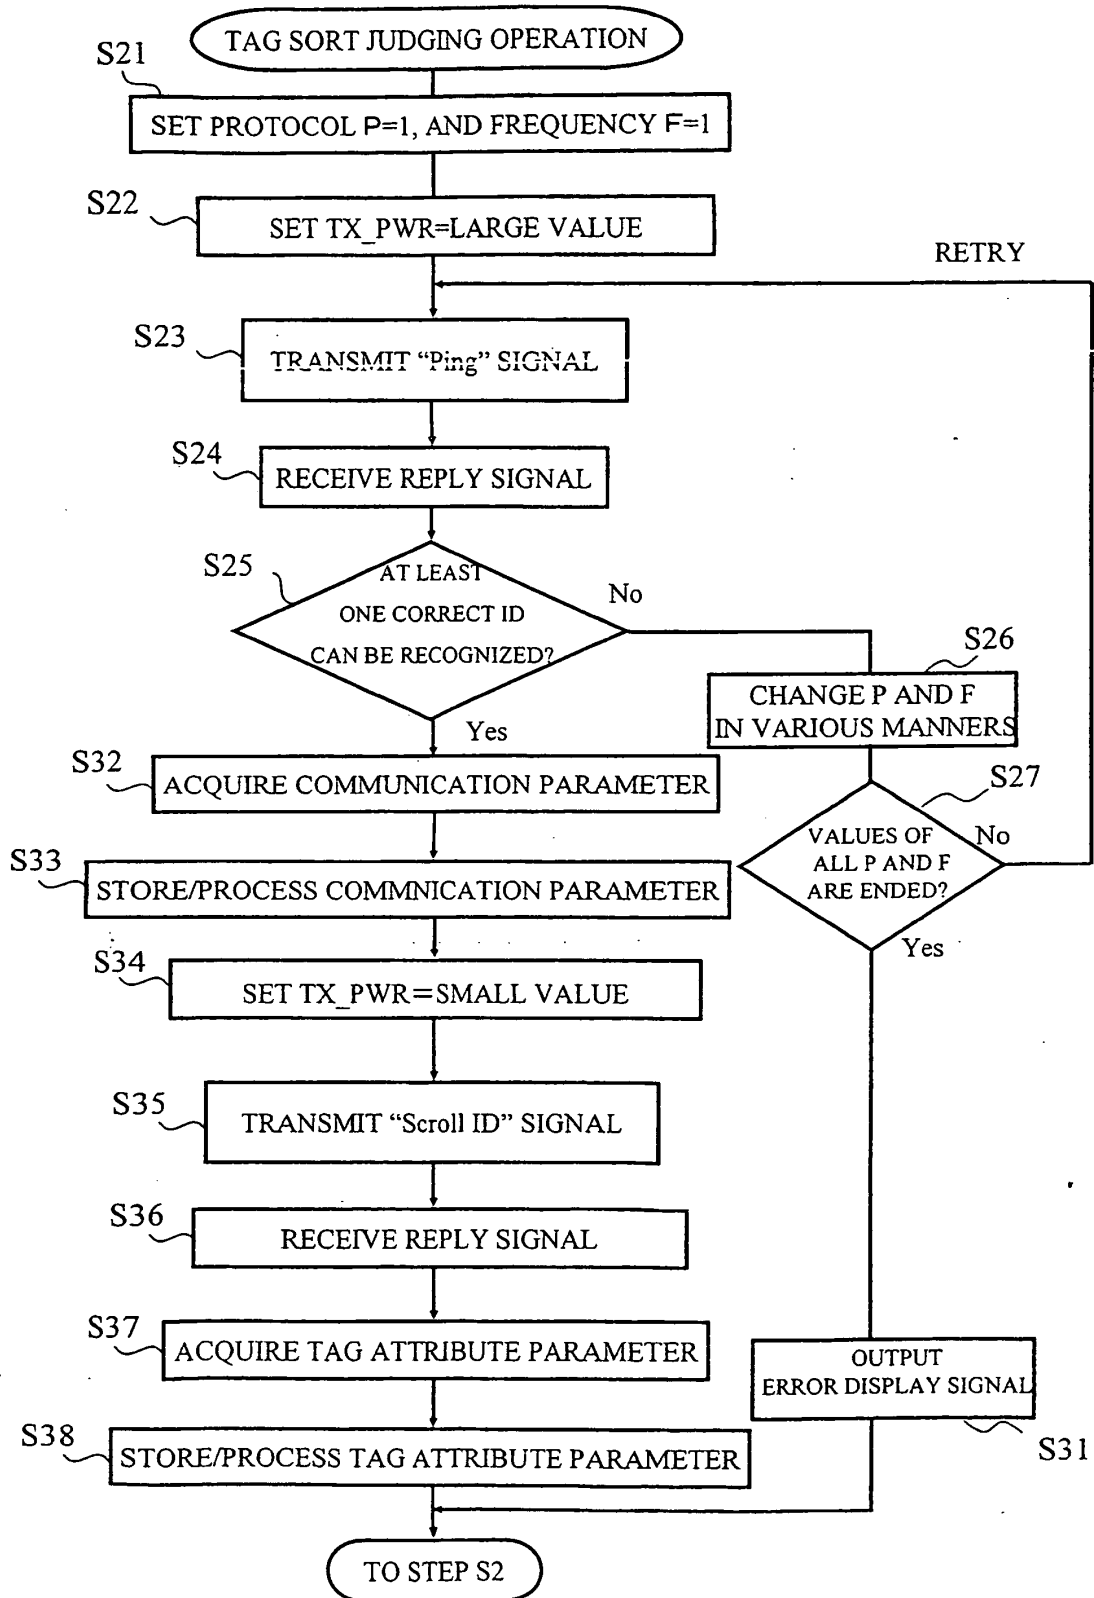 TAG SORT JUDGING OPERATION
S21
SET PROTOCOL P=1, AND FREQUENCY F=1
S22
SET TX_PWR=LARGE VALUE
RETRY
S23
TRANSMIT “Ping” SIGNAL
S24
RECEIVE REPLY SIGNAL
S25
AT LEAST
ONE CORRECT ID
CAN BE RECOGNIZED?
No
Yes
S26
CHANGE P AND F
IN VARIOUS MANNERS
S27
VALUES OF
ALL P AND F
ARE ENDED?
No
Yes
S32
ACQUIRE COMMUNICATION PARAMETER
S33
STORE/PROCESS COMMNICATION PARAMETER
S34
SET TX_PWR=SMALL VALUE
S35
TRANSMIT “Scroll ID” SIGNAL
S36
RECEIVE REPLY SIGNAL
S37
ACQUIRE TAG ATTRIBUTE PARAMETER
OUTPUT
ERROR DISPLAY SIGNAL
S31
S38
STORE/PROCESS TAG ATTRIBUTE PARAMETER
TO STEP S2